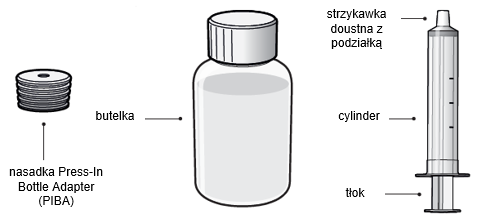 nasadka Press-In
Bottle Adapter
(PIBA)
butelka
strzykawka
doustna z
podziałką
cylinder
tłok